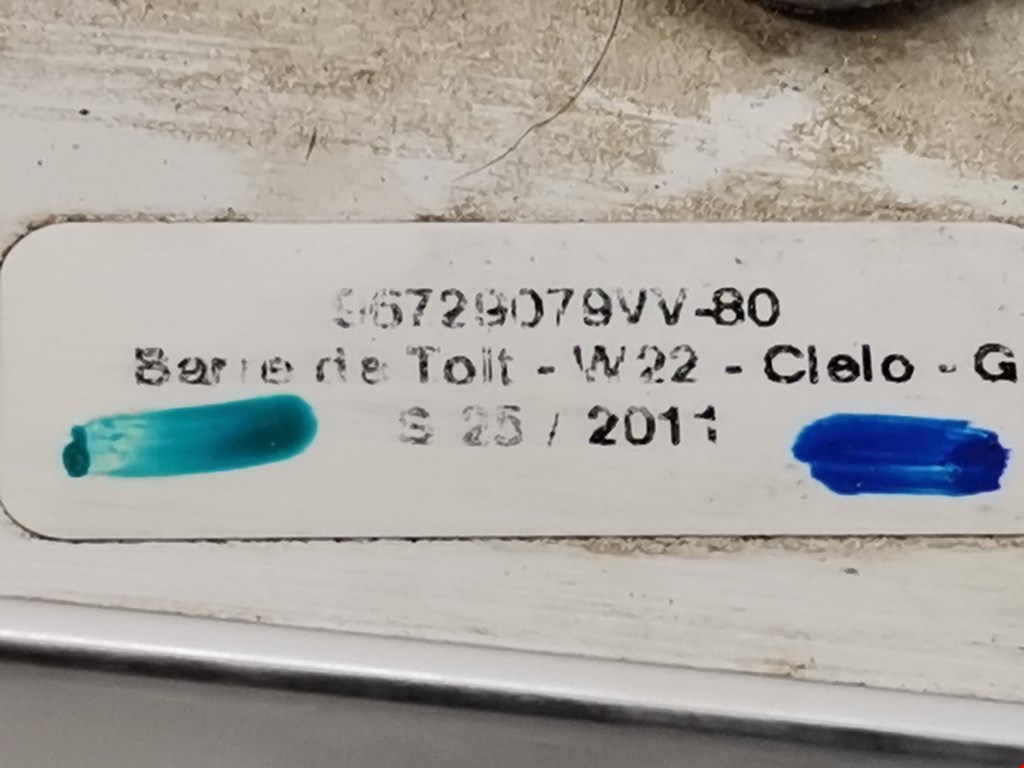 96729079VV-80
Barre de Toit - W22 - Cielo - G
S 25 / 2011